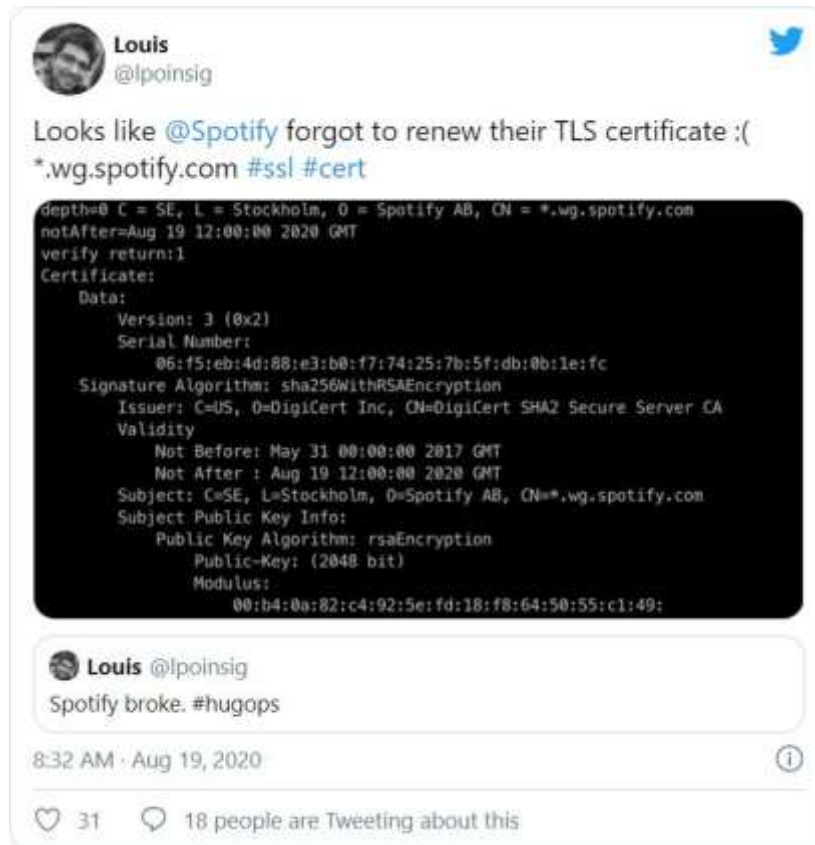 Louis
@lpoinsig
Looks like @Spotify forgot to renew their TLS certificate :(
*.wg.spotify.com #ssl #cert
depth=0 C = SE, L = Stockholm, O = Spotify AB, CN = *.wg.spotify.com
notAfter=Aug 19 12:00:00 2020 GMT
verify return:1
Certificate:
Data:
Version: 3 (0x2)
Serial Number:
06:f5:eb:4d:88:e3:b0:f7:74:25:7b:5f:db:0b:1e:fc
Signature Algorithm: sha256WithRSAEncryption
Issuer: C=US, O=DigiCert Inc, CN=DigiCert SHA2 Secure Server CA
Validity
Not Before: May 31 00:00:00 2017 GMT
Not After : Aug 19 12:00:00 2020 GMT
Subject: C=SE, L=Stockholm, O=Spotify AB, CN=*.wg.spotify.com
Subject Public Key Info:
Public Key Algorithm: rsaEncryption
Public-Key: (2048 bit)
Modulus:
00:b4:0a:82:c4:92:5e:fd:18:f8:64:50:55:c1:49:
Louis @lpoinsig
Spotify broke. #hugops
8:32 AM · Aug 19, 2020
31 18 people are Tweeting about this